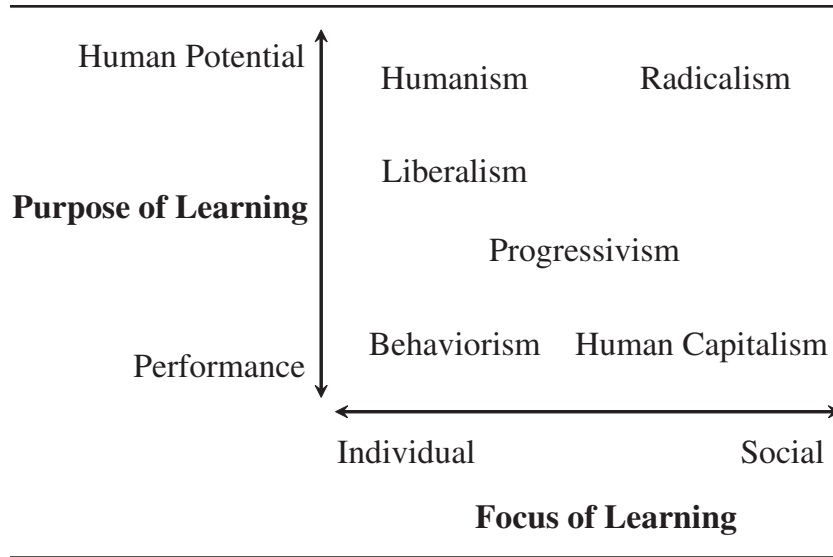 Human Potential
Humanism
Radicalism
Liberalism
Purpose of Learning
Progressivism
Behaviorism
Human Capitalism
Performance
Individual
Social
Focus of Learning